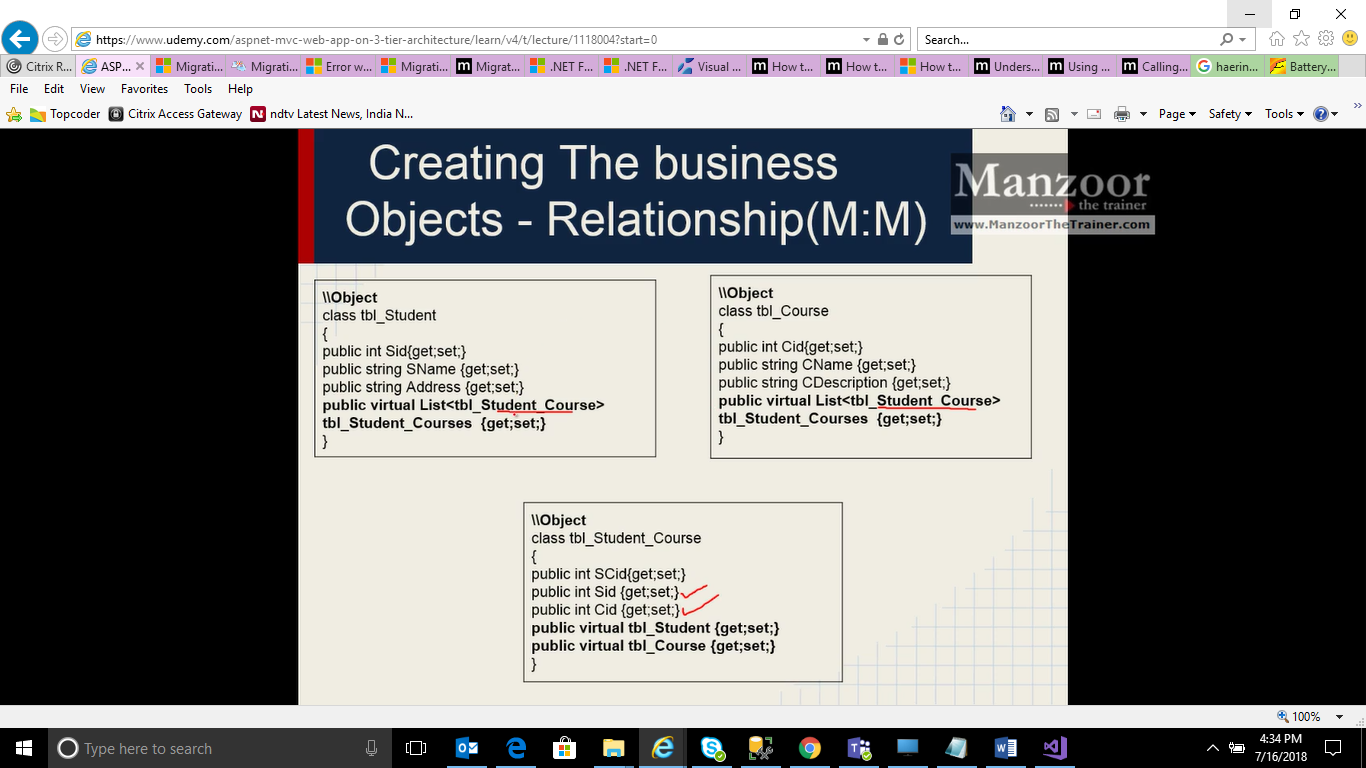 https://www.udemy.com/aspnet-mvc-web-app-on-3-tier-architecture/learn/v4/t/lecture/1118004?start=0
Search...
Citrix R...
ASP...
Migrati...
Migrati...
Error w...
Migrati...
Migrat...
.NET F...
.NET F...
Visual ...
How t...
How t...
How t...
Unders...
Using ...
Calling...
haerin...
Battery...
File Edit View Favorites Tools Help
Topcoder Citrix Access Gateway ndtv Latest News, India N...
Page Safety Tools
Creating The business
Objects - Relationship(M:M)
Manzoor
the trainer
www.ManzoorTheTrainer.com
\\Object
class tbl_Student
{
public int Sid{get;set;}
public string SName {get;set;}
public string Address {get;set;}
public virtual List<tbl_Student_Course>
tbl_Student_Courses {get;set;}
}
\\Object
class tbl_Course
{
public int Cid{get;set;}
public string CName {get;set;}
public string CDescription {get;set;}
public virtual List<tbl_Student_Course>
tbl_Student_Courses {get;set;}
}
\\Object
class tbl_Student_Course
{
public int SCid{get;set;}
public int Sid {get;set;}
public int Cid {get;set;}
public virtual tbl_Student {get;set;}
public virtual tbl_Course {get;set;}
}
100%
Type here to search
4:34 PM
7/16/2018